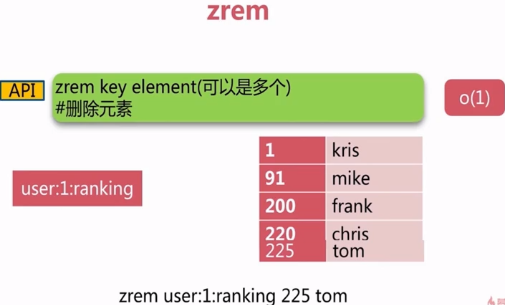 zrem
API
zrem key element(可以是多个)
#删除元素
o(1)
user:1:ranking
1 kris
91 mike
200 frank
220 chris
225 tom
zrem user:1:ranking 225 tom